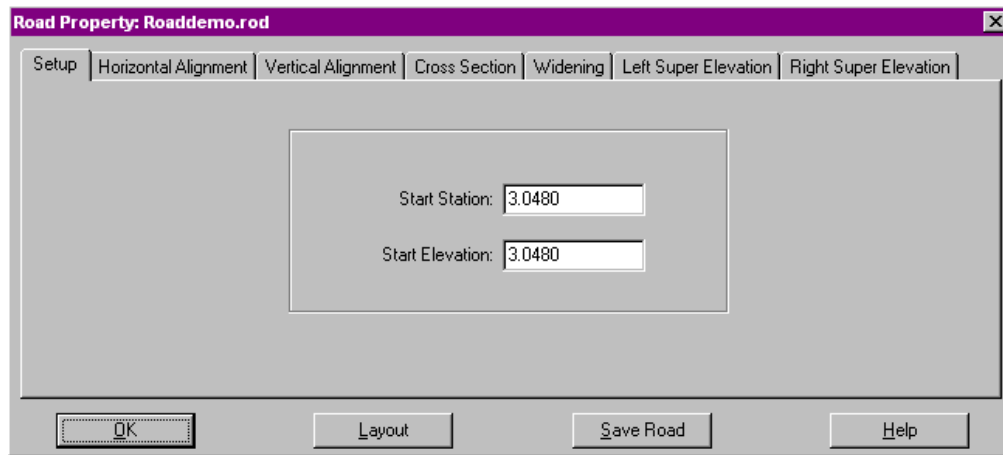 Road Property: Roaddemo.rod
Setup Horizontal Alignment Vertical Alignment Cross Section Widening Left Super Elevation Right Super Elevation
Start Station: 3.0480
Start Elevation: 3.0480
OK Layout Save Road Help